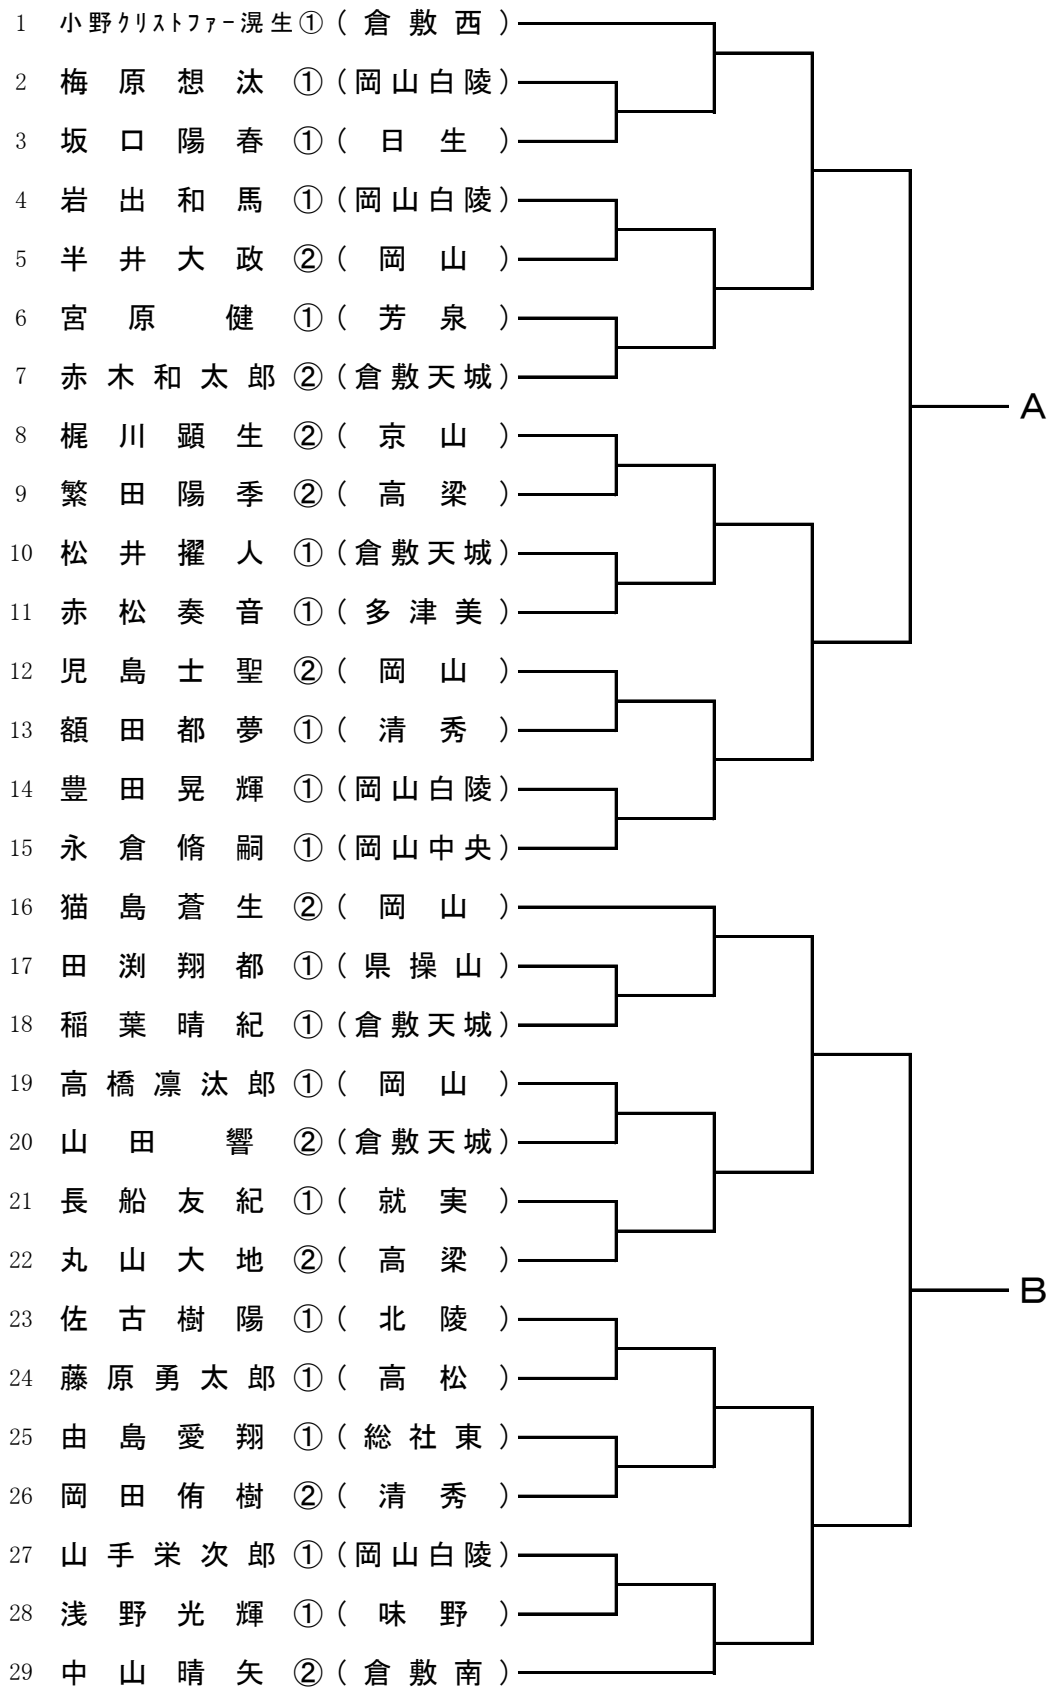 1 小野クリストファー滉生 ① ( 倉敷西 )
2 梅原想汰 ① ( 岡山白陵 )
3 坂口陽春 ① ( 日生 )
4 岩出和馬 ① ( 岡山白陵 )
5 半井大政 ② ( 岡山 )
6 宮原健 ① ( 芳泉 )
7 赤木和太郎 ② ( 倉敷天城 )
A
8 梶川顕生 ② ( 京山 )
9 繁田陽季 ② ( 高梁 )
10 松井擢人 ① ( 倉敷天城 )
11 赤松奏音 ① ( 多津美 )
12 児島士聖 ② ( 岡山 )
13 額田都夢 ① ( 清秀 )
14 豊田晃輝 ① ( 岡山白陵 )
15 永倉脩嗣 ① ( 岡山中央 )
16 猫島蒼生 ② ( 岡山 )
17 田渕翔都 ① ( 県操山 )
18 稲葉晴紀 ① ( 倉敷天城 )
19 高橋凛汰郎 ① ( 岡山 )
20 山田響 ② ( 倉敷天城 )
21 長船友紀 ① ( 就実 )
22 丸山大地 ② ( 高梁 )
B
23 佐古樹陽 ① ( 北陵 )
24 藤原勇太郎 ① ( 高松 )
25 由島愛翔 ① ( 総社東 )
26 岡田侑樹 ② ( 清秀 )
27 山手栄次郎 ① ( 岡山白陵 )
28 浅野光輝 ① ( 味野 )
29 中山晴矢 ② ( 倉敷南 )